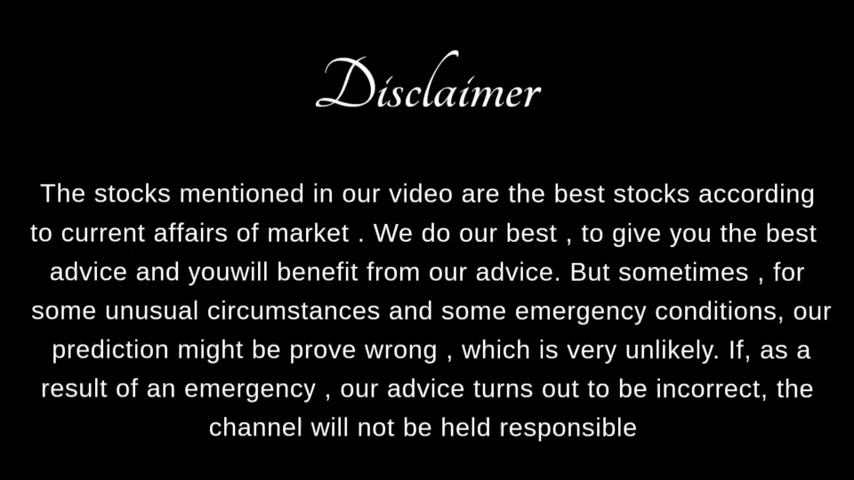 Disclaimer
The stocks mentioned in our video are the best stocks according
to current affairs of market . We do our best , to give you the best
advice and youwill benefit from our advice. But sometimes , for
some unusual circumstances and some emergency conditions, our
prediction might be prove wrong , which is very unlikely. If, as a
result of an emergency , our advice turns out to be incorrect, the
channel will not be held responsible